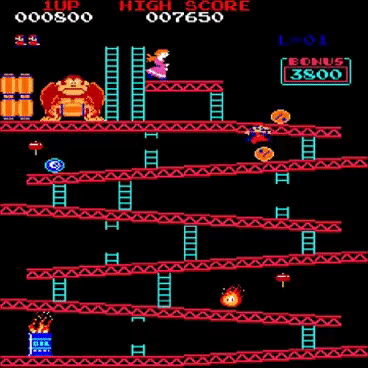 1UP HIGH SCORE
000800 007650
L=01
BONUS
3800
OIL